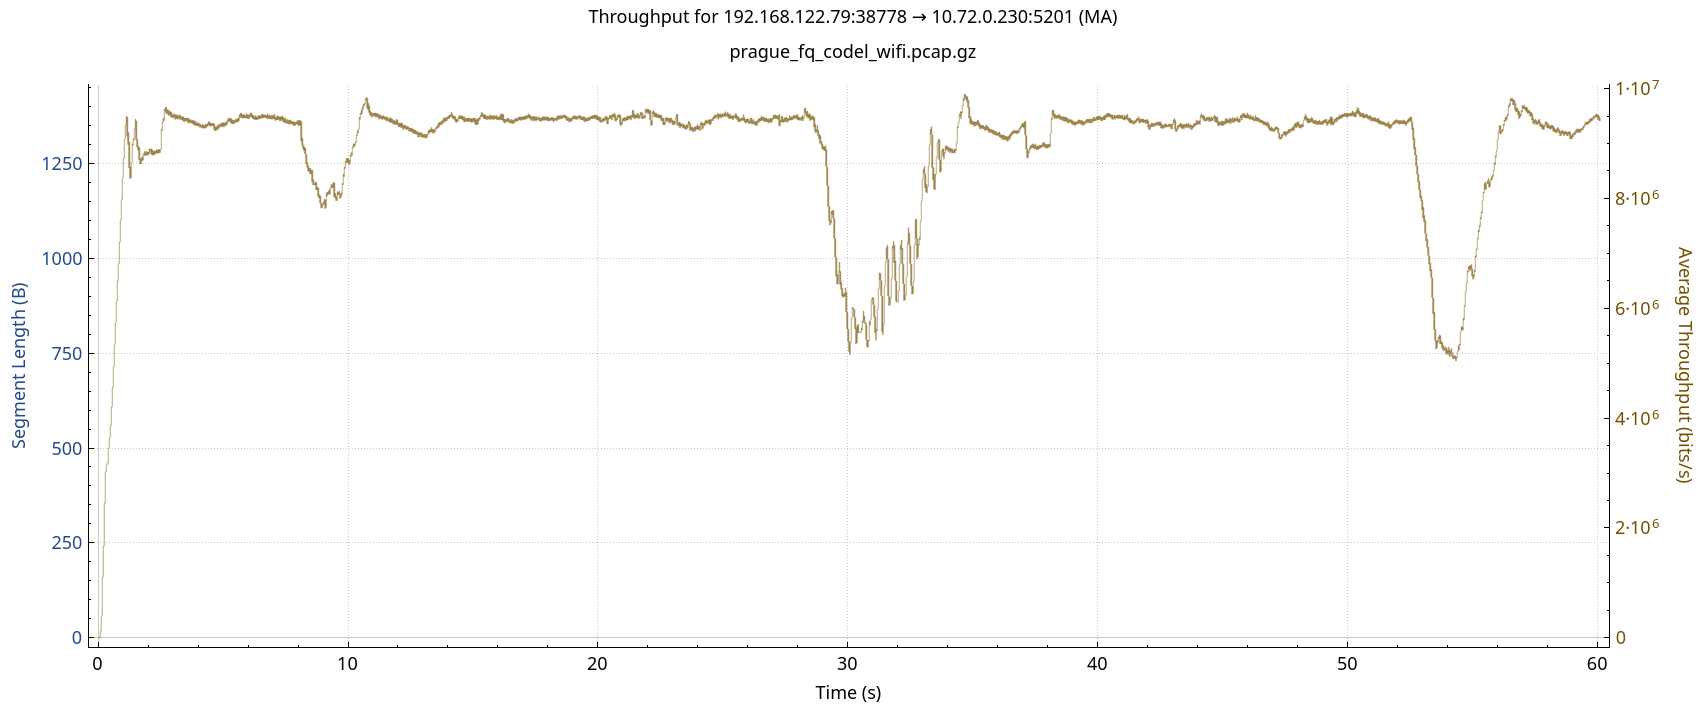 Throughput for 192.168.122.79:38778 → 10.72.0.230:5201 (MA)
prague_fq_codel_wifi.pcap.gz
Segment Length (B)
1250
1000
750
500
250
0
1·10⁷
8·10⁶
6·10⁶
4·10⁶
2·10⁶
0
Average Throughput (bits/s)
0 10 20 30 40 50 60
Time (s)